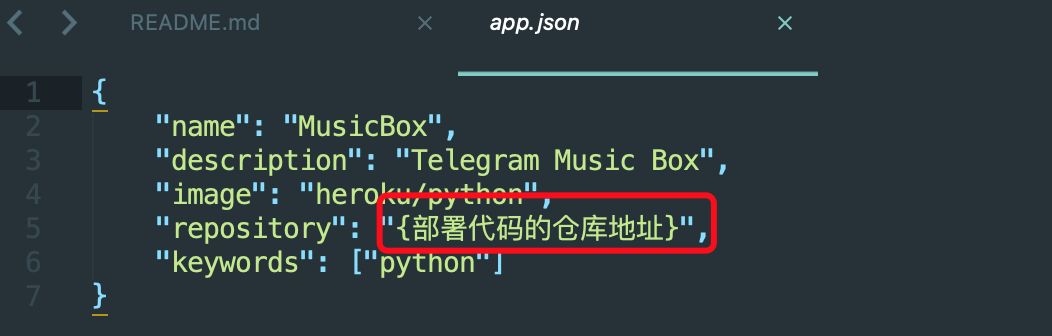 README.md × app.json ×
1 {
2 "name": "MusicBox",
3 "description": "Telegram Music Box",
4 "image": "heroku/python",
5 "repository": "{部署代码的仓库地址}",
6 "keywords": ["python"]
7 }